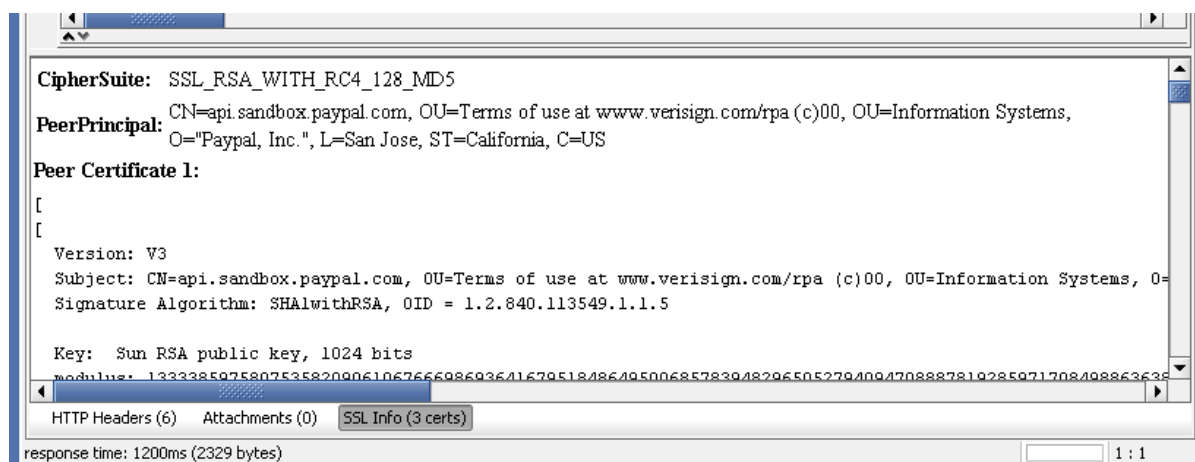 CipherSuite: SSL_RSA_WITH_RC4_128_MD5
PeerPrincipal: CN=api.sandbox.paypal.com, OU=Terms of use at www.verisign.com/rpa (c)00, OU=Information Systems,
O="Paypal, Inc.", L=San Jose, ST=California, C=US
Peer Certificate 1:
[
[
Version: V3
Subject: CN=api.sandbox.paypal.com, OU=Terms of use at www.verisign.com/rpa (c)00, OU=Information Systems, O=
Signature Algorithm: SHA1withRSA, OID = 1.2.840.113549.1.1.5
Key: Sun RSA public key, 1024 bits
modulus:
HTTP Headers (6) Attachments (0) SSL Info (3 certs)
response time: 1200ms (2329 bytes) 1 : 1